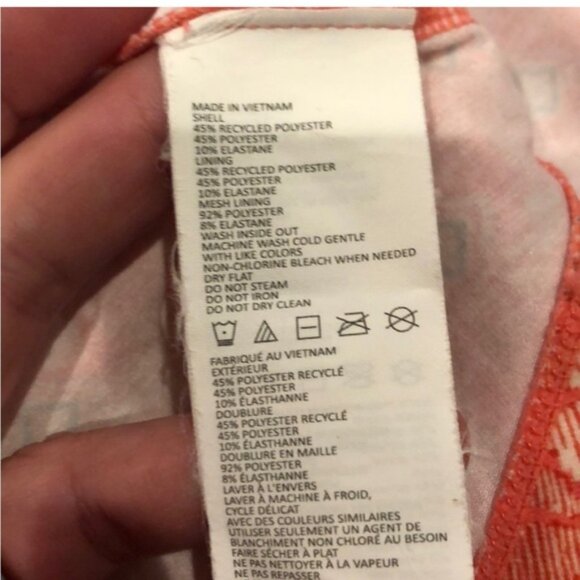 MADE IN VIETNAM
SHELL
45% RECYCLED POLYESTER
45% POLYESTER
10% ELASTANE
LINING
45% RECYCLED POLYESTER
45% POLYESTER
10% ELASTANE
MESH LINING
92% POLYESTER
8% ELASTANE
WASH INSIDE OUT
MACHINE WASH COLD GENTLE
WITH LIKE COLORS
NON-CHLORINE BLEACH WHEN NEEDED
DRY FLAT
DO NOT STEAM
DO NOT IRON
DO NOT DRY CLEAN
FABRIQUÉ AU VIETNAM
EXTÉRIEUR
45% POLYESTER RECYCLÉ
45% POLYESTER
10% ÉLASTHANNE
DOUBLURE
45% POLYESTER RECYCLÉ
45% POLYESTER
10% ÉLASTHANNE
DOUBLURE EN MAILLE
92% POLYESTER
8% ÉLASTHANNE
LAVER À L'ENVERS
LAVER À MACHINE À FROID,
CYCLE DÉLICAT
AVEC DES COULEURS SIMILAIRES
UTILISER SEULEMENT UN AGENT DE
BLANCHIMENT NON CHLORÉ AU BESOIN
FAIRE SÉCHER À PLAT
NE PAS NETTOYER À LA VAPEUR
NE PAS REPASSER